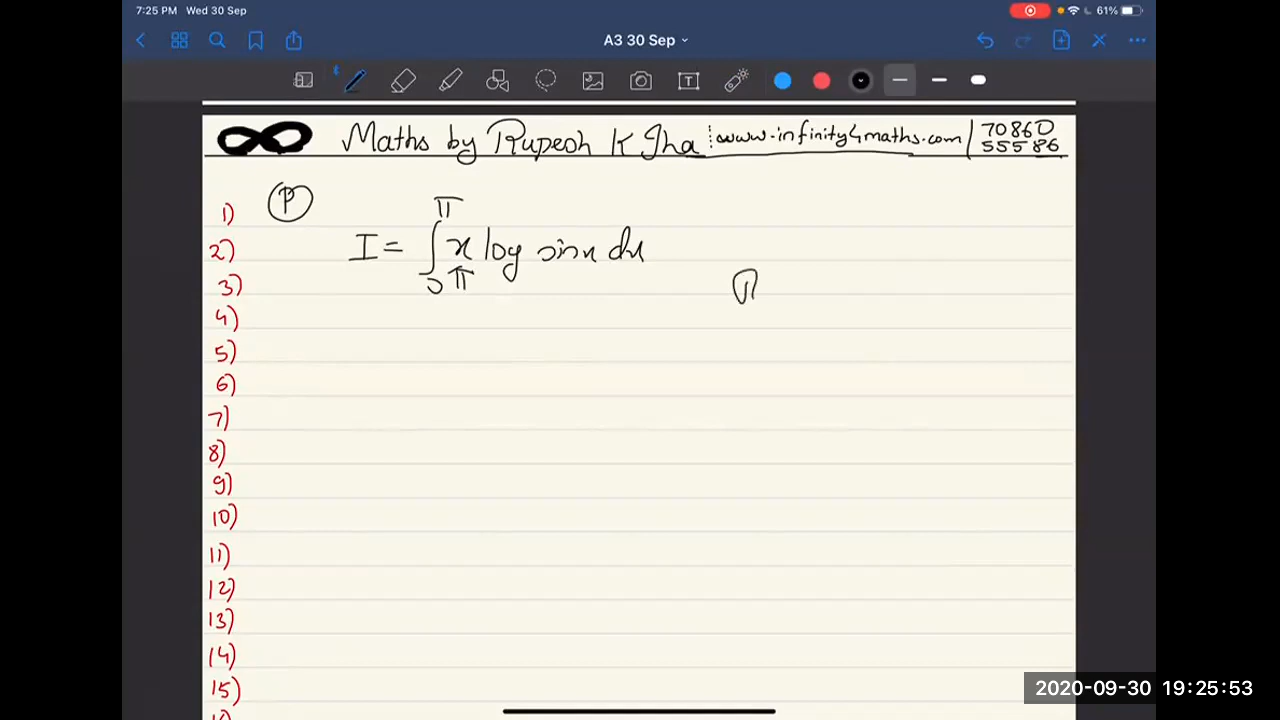 7:25 PM Wed 30 Sep
61%
A3 30 Sep
T
∞ Maths by Rupesh K Jha www.infinity4maths.com 70860
55586
P
1)
π
2) I = ∫ x log sinx dx
3) 0 π
4)
5)
6)
7)
8)
9)
10)
11)
12)
13)
14)
15)
2020-09-30 19:25:53